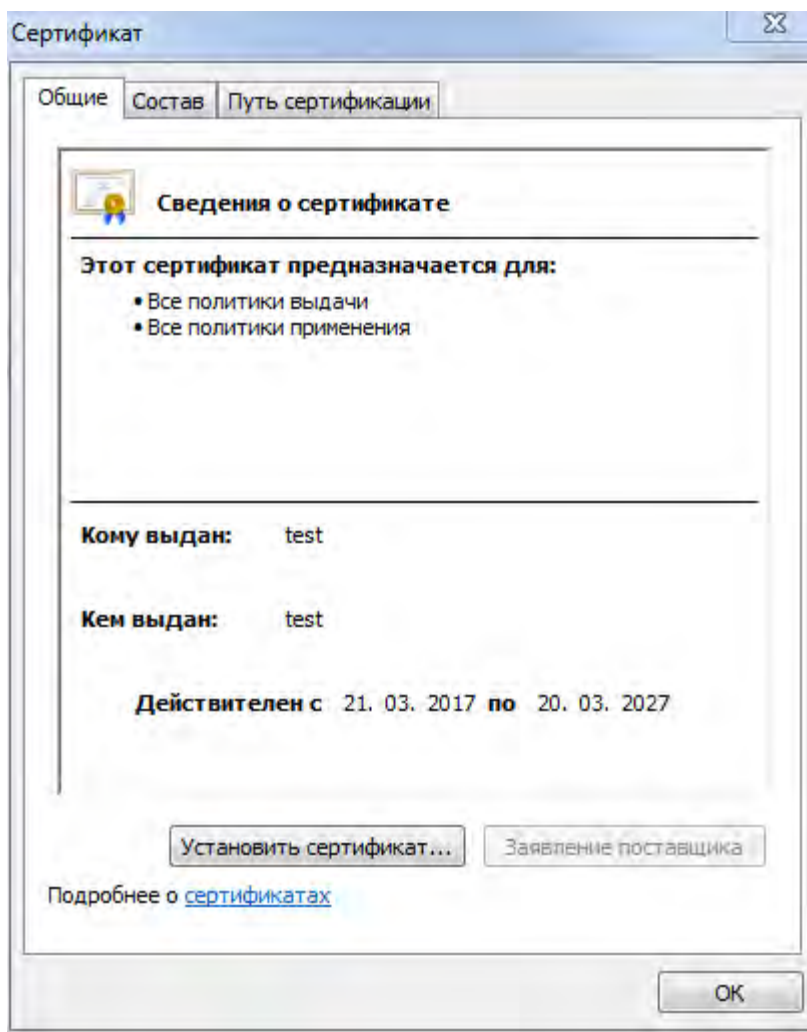 Сертификат
Общие Состав Путь сертификации
Сведения о сертификате
Этот сертификат предназначается для:
• Все политики выдачи
• Все политики применения
Кому выдан: test
Кем выдан: test
Действителен с 21. 03. 2017 по 20. 03. 2027
Установить сертификат... Заявление поставщика
Подробнее о сертификатах
ОК